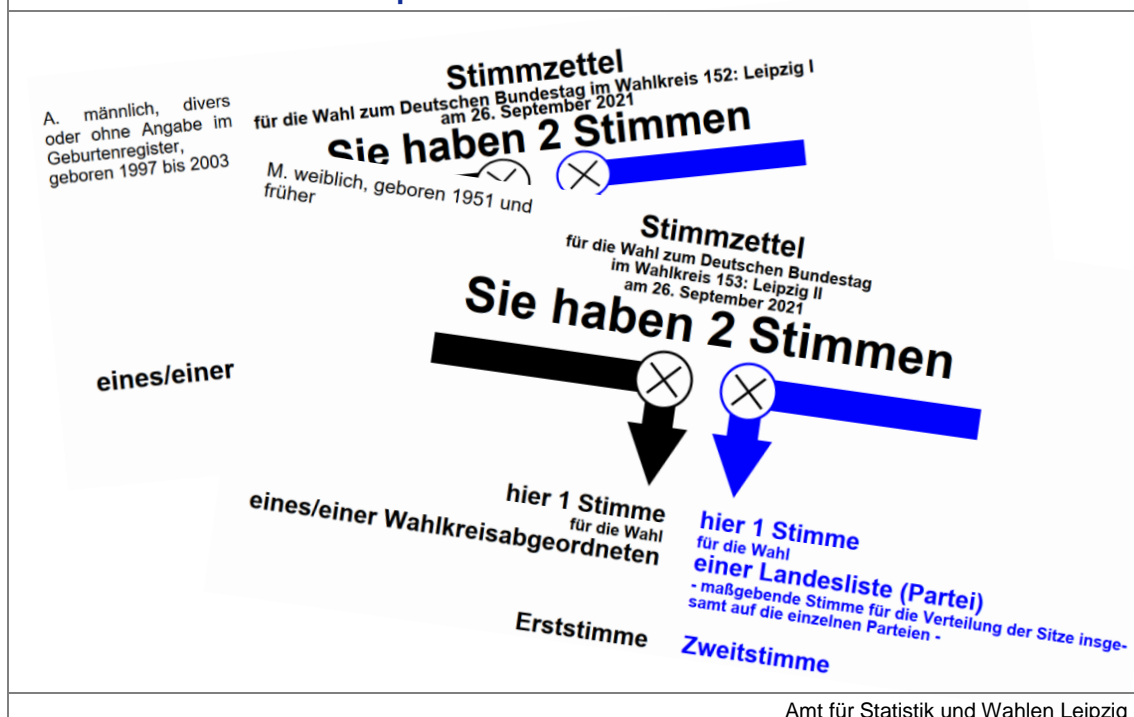 Stimmzettel
für die Wahl zum Deutschen Bundestag im Wahlkreis 152: Leipzig I
am 26. September 2021
Sie haben 2 Stimmen
A. männlich, divers
oder ohne Angabe im
Geburtenregister,
geboren 1997 bis 2003
M. weiblich, geboren 1951 und
früher
Stimmzettel
für die Wahl zum Deutschen Bundestag
im Wahlkreis 153: Leipzig II
am 26. September 2021
Sie haben 2 Stimmen
eines/einer
hier 1 Stimme
für die Wahl
eines/einer Wahlkreisabgeordneten
Erststimme
hier 1 Stimme
für die Wahl
einer Landesliste (Partei)
- maßgebende Stimme für die Verteilung der Sitze insge-
samt auf die einzelnen Parteien -
Zweitstimme
Amt für Statistik und Wahlen Leipzig